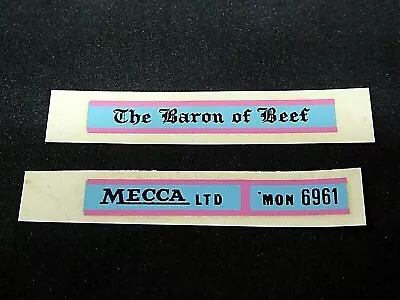 The Baron of Beef
MECCA LTD 'MON 6961